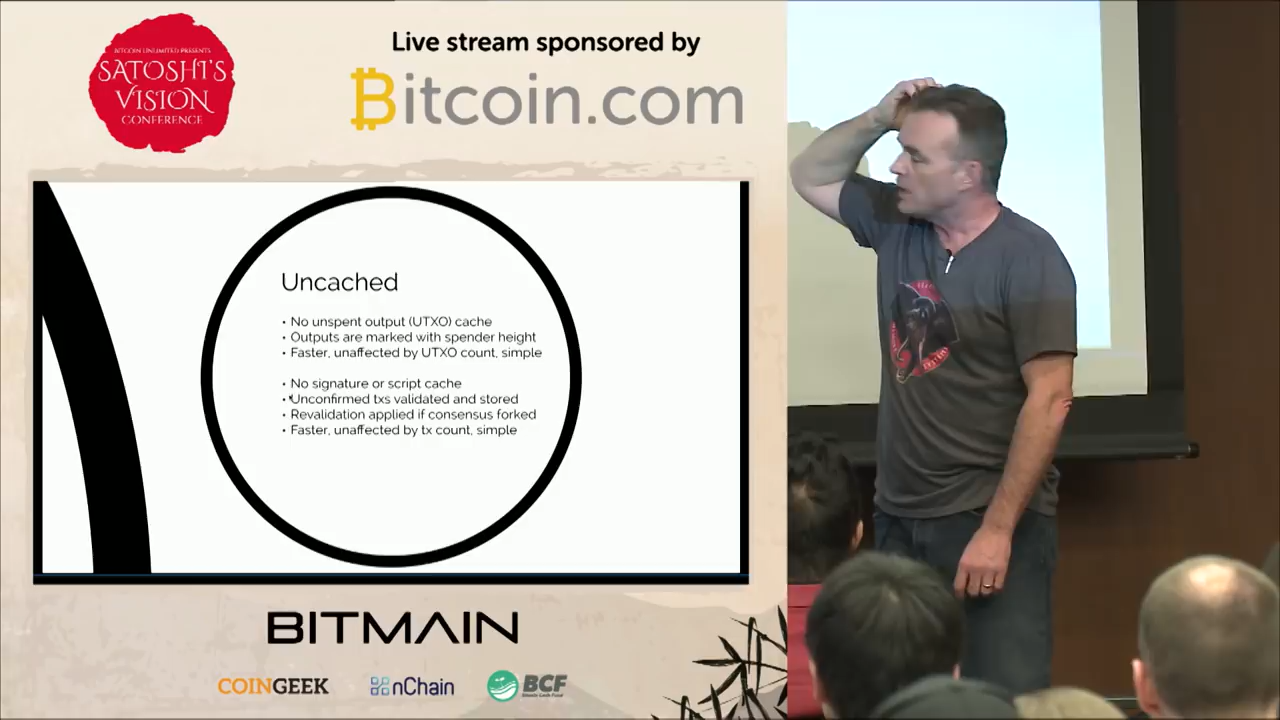 BITCOIN UNLIMITED PRESENTS
SATOSHI'S
VISION
CONFERENCE
Live stream sponsored by
Bitcoin.com
Uncached
• No unspent output (UTXO) cache
• Outputs are marked with spender height
• Faster, unaffected by UTXO count, simple
• No signature or script cache
• Unconfirmed txs validated and stored
• Revalidation applied if consensus forked
• Faster, unaffected by tx count, simple
BITMAIN
COINGEEK
nChain
BCF